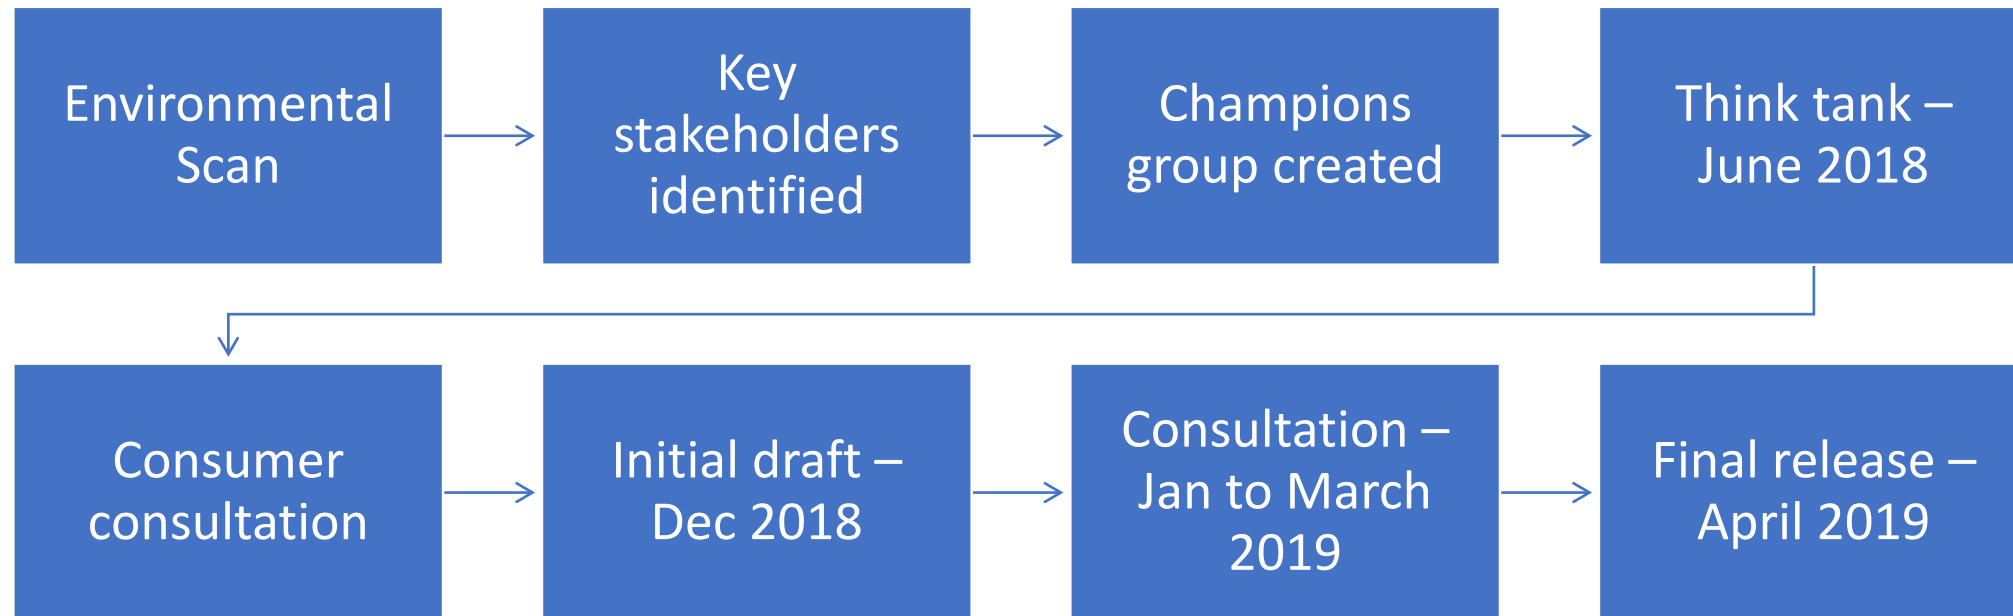 Environmental
Scan
Key
stakeholders
identified
Champions
group created
Think tank –
June 2018
Consumer
consultation
Initial draft –
Dec 2018
Consultation –
Jan to March
2019
Final release –
April 2019